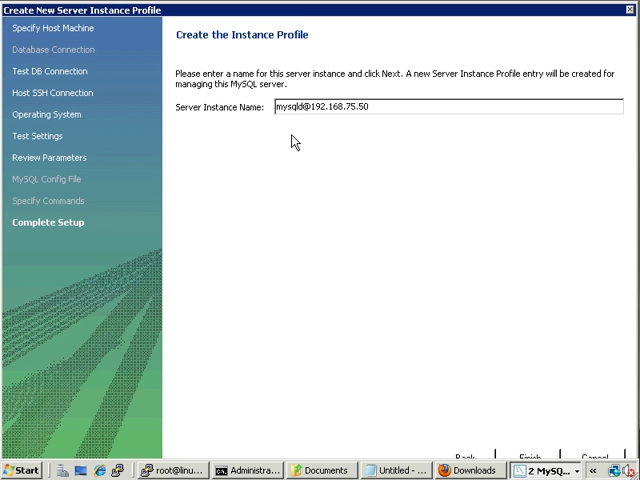 Create New Server Instance Profile
Specify Host Machine
Database Connection
Test DB Connection
Host SSH Connection
Operating System
Test Settings
Review Parameters
MySQL Config File
Specify Commands
Complete Setup
Create the Instance Profile
Please enter a name for this server instance and click Next. A new Server Instance Profile entry will be created for
managing this MySQL server.
Server Instance Name: mysqld@192.168.75.50
Back Finish Cancel
Start root@linu... Administra... Documents Untitled - ... Downloads 2 MySQ... «